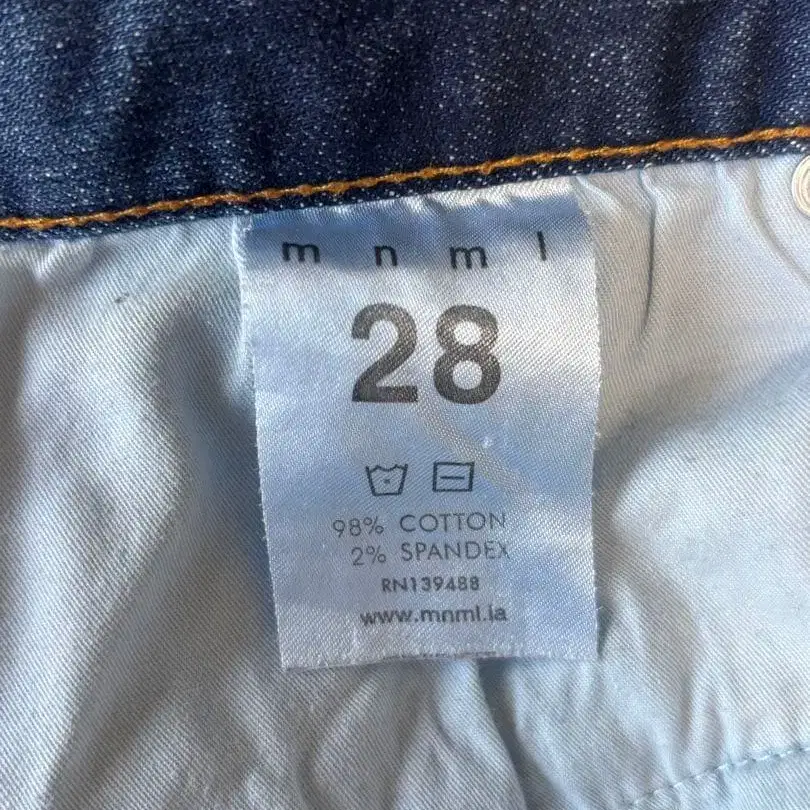 m n m l
28
98% COTTON
2% SPANDEX
RN139488
www.mnml.la